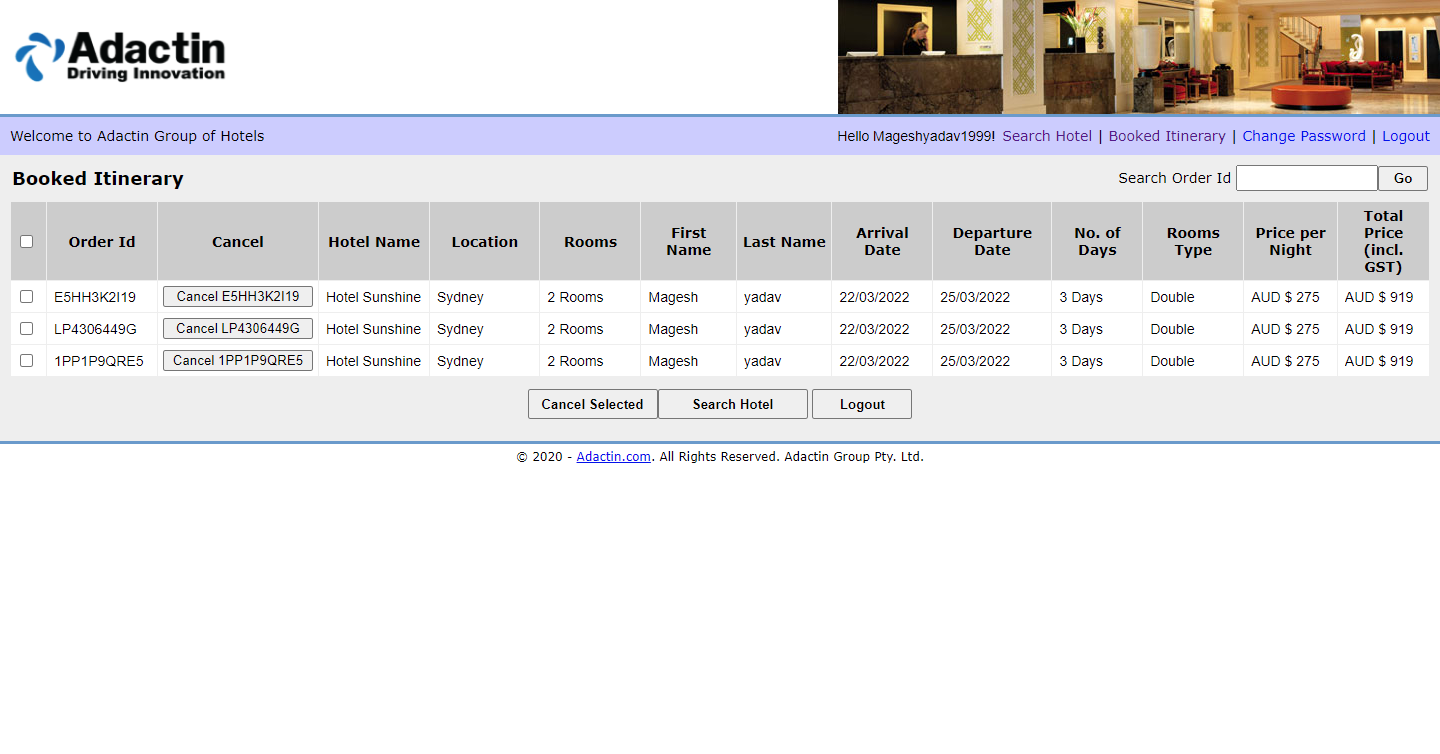 Adactin
Driving Innovation
Welcome to Adactin Group of Hotels
Hello Mageshyadav1999! Search Hotel | Booked Itinerary | Change Password | Logout
Booked Itinerary
Search Order Id Go
Order Id Cancel Hotel Name Location Rooms First Name Last Name Arrival Date Departure Date No. of Days Rooms Type Price per Night Total Price (incl. GST)
E5HH3K2I19 Cancel E5HH3K2I19 Hotel Sunshine Sydney 2 Rooms Magesh yadav 22/03/2022 25/03/2022 3 Days Double AUD $ 275 AUD $ 919
LP4306449G Cancel LP4306449G Hotel Sunshine Sydney 2 Rooms Magesh yadav 22/03/2022 25/03/2022 3 Days Double AUD $ 275 AUD $ 919
1PP1P9QRE5 Cancel 1PP1P9QRE5 Hotel Sunshine Sydney 2 Rooms Magesh yadav 22/03/2022 25/03/2022 3 Days Double AUD $ 275 AUD $ 919
Cancel Selected Search Hotel Logout
© 2020 - Adactin.com. All Rights Reserved. Adactin Group Pty. Ltd.